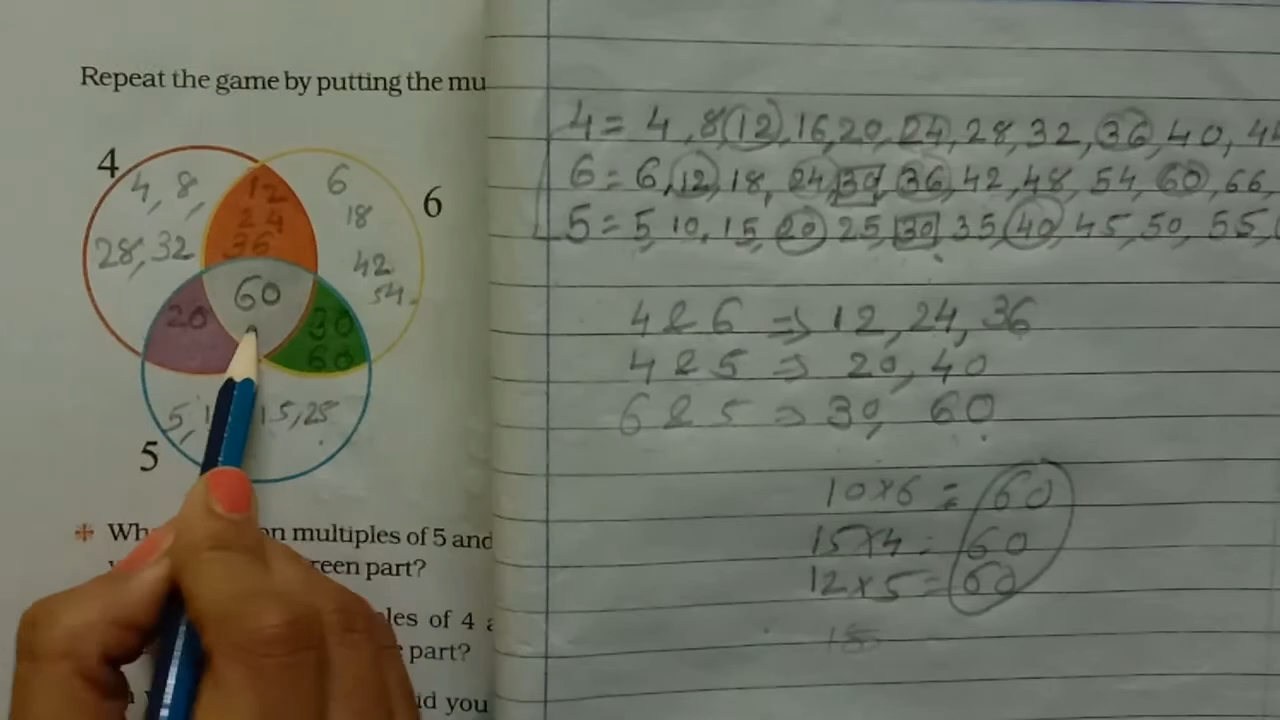 Repeat the game by putting the mu
4
6
4, 8,
28, 32
12
24
36
6
18
42
54
60
20
30
60
5
5, 15, 25
multiples of 5 and
reen part?
les of 4
part?
id you
4 = 4, 8, 12, 16, 20, 24, 28, 32, 36, 40, 44
6 = 6, 12, 18, 24, 30, 36, 42, 48, 54, 60, 66,
5 = 5, 10, 15, 20, 25, 30, 35, 40, 45, 50, 55,
4 & 6 ⇒ 12, 24, 36
4 & 5 ⇒ 20, 40
6 & 5 ⇒ 30, 60
10×6 = 60
15×4 = 60
12×5 = 60
15